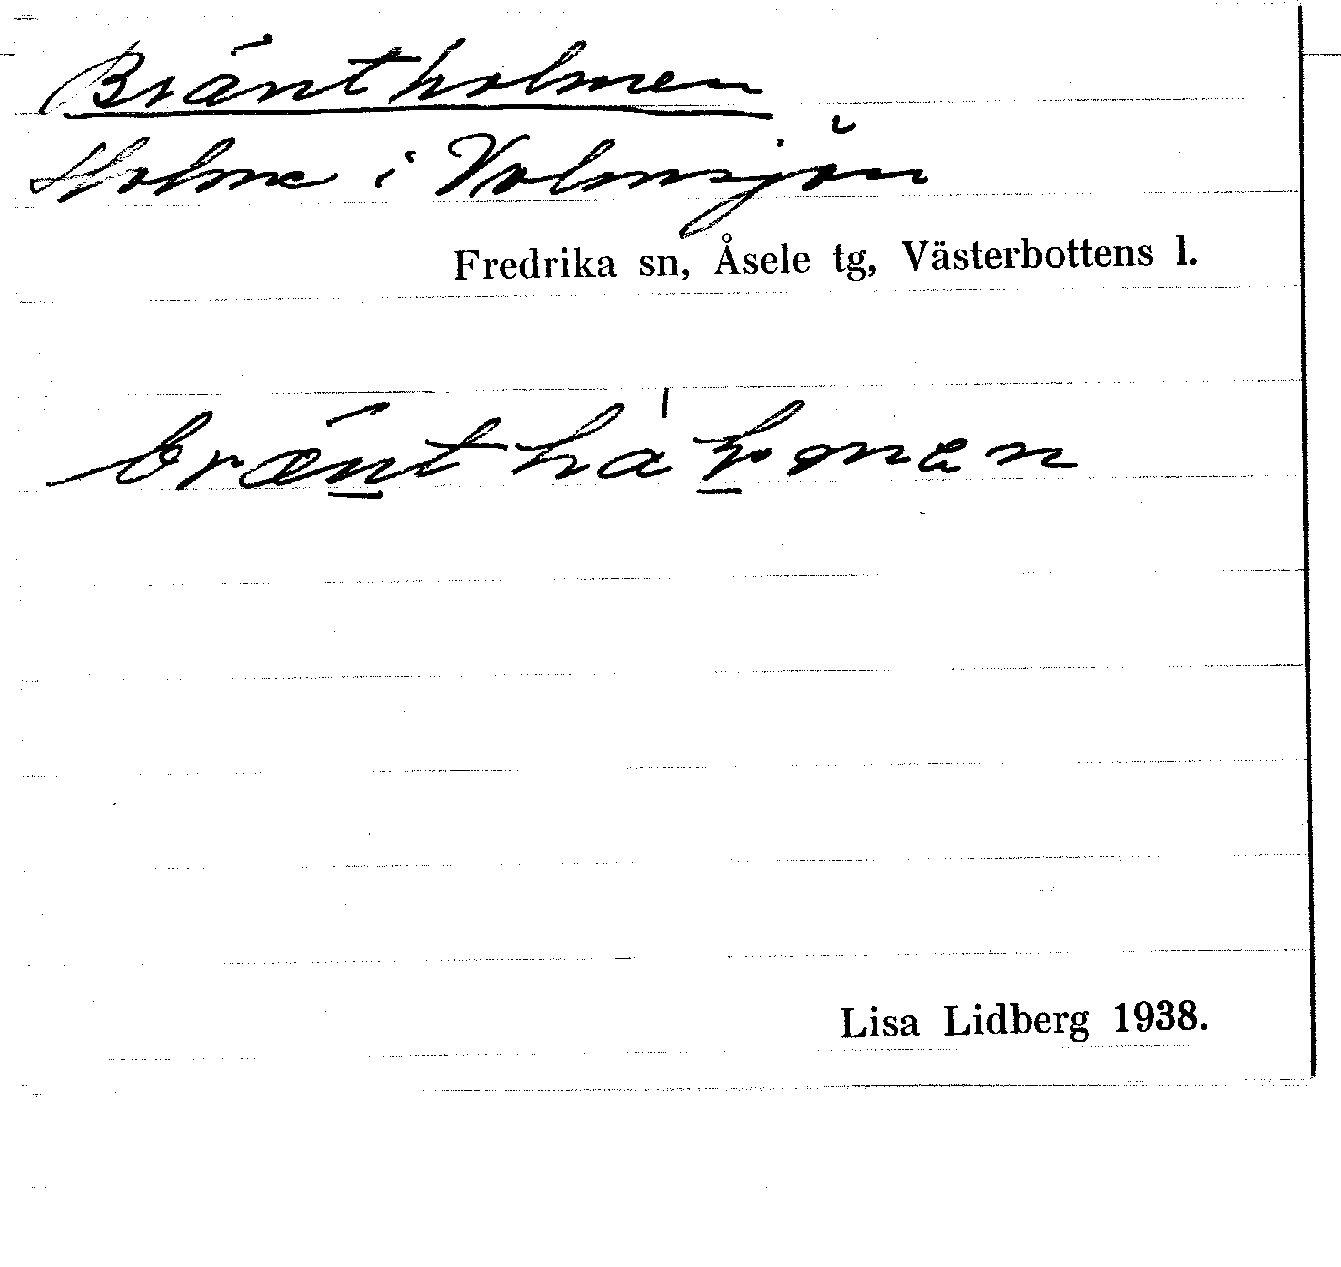 Bräntholmen
Holme i Volmsjön
Fredrika sn, Åsele tg, Västerbottens l.
Lisa Lidberg 1938.